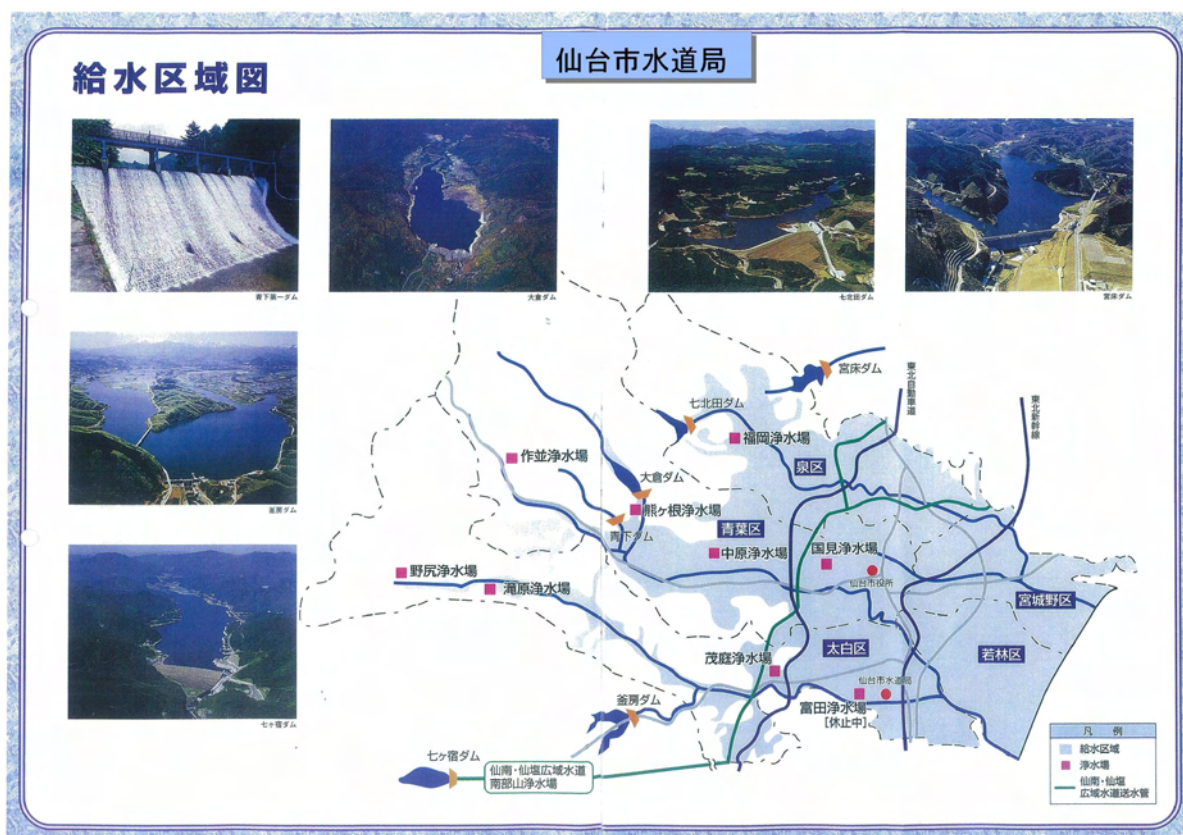 仙台市水道局
給水区域図
青下第一ダム
大倉ダム
七北田ダム
宮床ダム
釜房ダム
七ヶ宿ダム
宮床ダム
東北自動車道
東北新幹線
七北田ダム
福岡浄水場
作並浄水場
泉区
大倉ダム
熊ヶ根浄水場
青葉区
青下ダム
中原浄水場
国見浄水場
仙台市役所
野尻浄水場
滝原浄水場
宮城野区
太白区
若林区
茂庭浄水場
仙台市水道局
富田浄水場
[休止中]
釜房ダム
七ヶ宿ダム
仙南・仙塩広域水道
南部山浄水場
凡例
給水区域
浄水場
仙南・仙塩
広域水道送水管